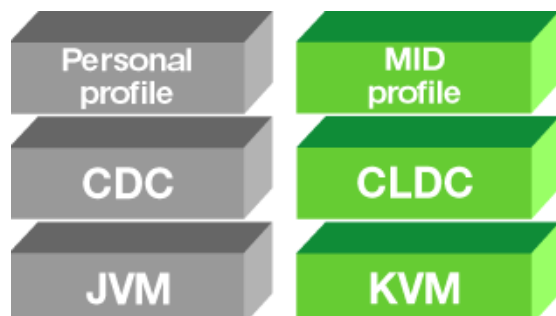 Personal
profile
MID
profile
CDC
CLDC
JVM
KVM